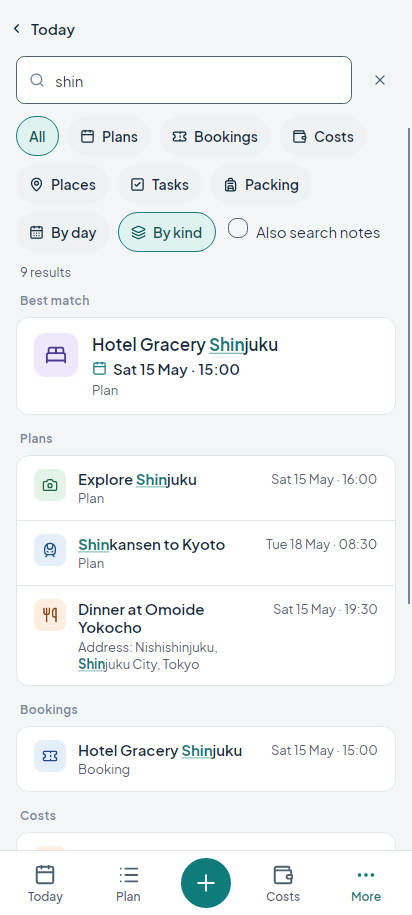 Today
shin
All
Plans
Bookings
Costs
Places
Tasks
Packing
By day
By kind
Also search notes
9 results
Best match
Hotel Gracery Shinjuku
Sat 15 May · 15:00
Plan
Plans
Explore Shinjuku
Sat 15 May · 16:00
Plan
Shinkansen to Kyoto
Tue 18 May · 08:30
Plan
Dinner at Omoide
Yokocho
Sat 15 May · 19:30
Address: Nishishinjuku,
Shinjuku City, Tokyo
Bookings
Hotel Gracery Shinjuku
Sat 15 May · 15:00
Booking
Costs
Today
Plan
Costs
More